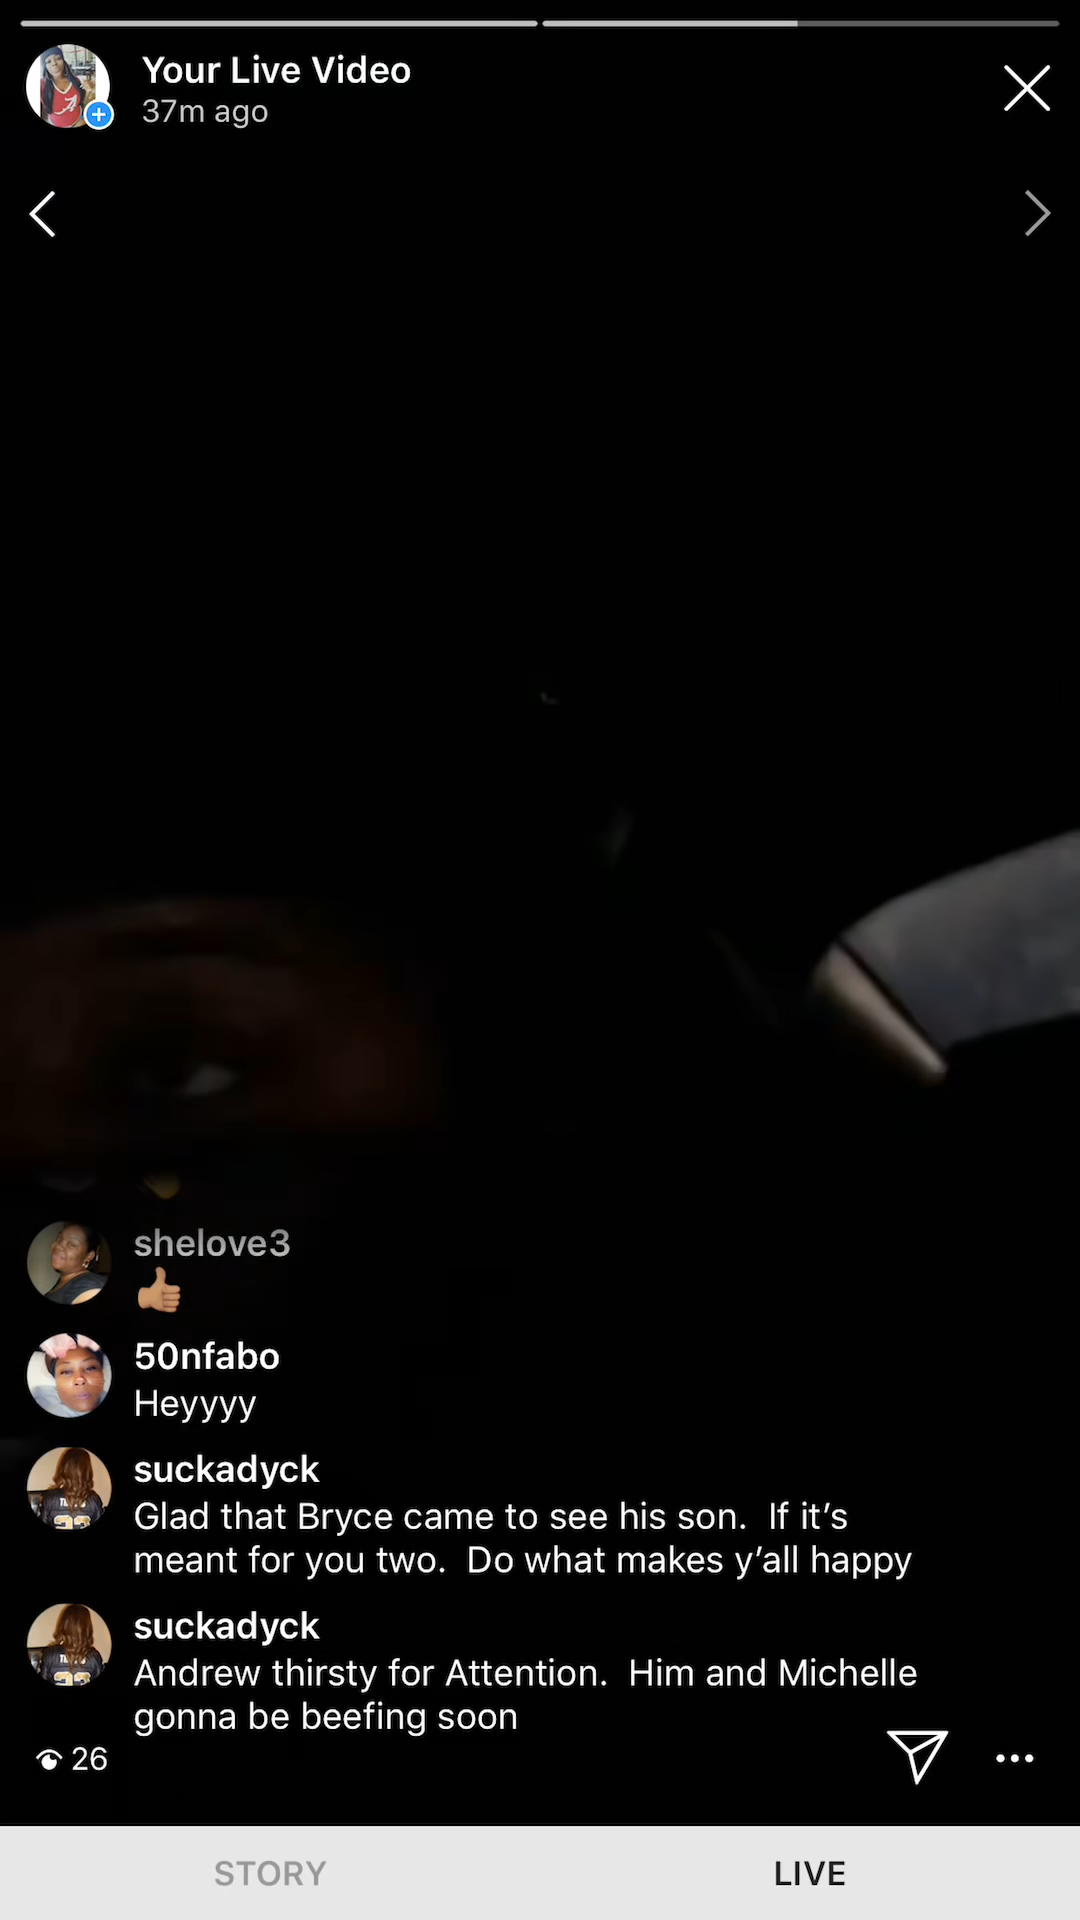 Your Live Video
37m ago
shelove3
👍🏼
50nfabo
Heyyyy
suckadyck
Glad that Bryce came to see his son.  If it’s
meant for you two.  Do what makes y’all happy
suckadyck
Andrew thirsty for Attention.  Him and Michelle
gonna be beefing soon
26
STORY
LIVE